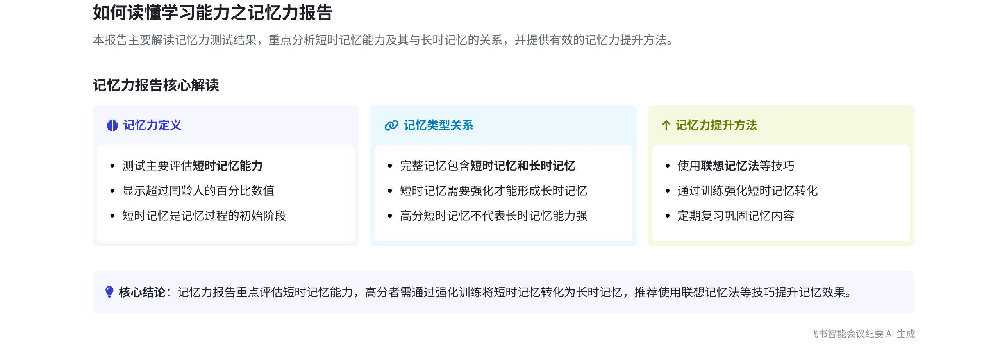 如何读懂学习能力之记忆力报告
本报告主要解读记忆力测试结果，重点分析短时记忆能力及其与长时记忆的关系，并提供有效的记忆力提升方法。
记忆力报告核心解读
记忆力定义
• 测试主要评估短时记忆能力
• 显示超过同龄人的百分比数值
• 短时记忆是记忆过程的初始阶段
记忆类型关系
• 完整记忆包含短时记忆和长时记忆
• 短时记忆需要强化才能形成长时记忆
• 高分短时记忆不代表长时记忆能力强
记忆力提升方法
• 使用联想记忆法等技巧
• 通过训练强化短时记忆转化
• 定期复习巩固记忆内容
核心结论：记忆力报告重点评估短时记忆能力，高分者需通过强化训练将短时记忆转化为长时记忆，推荐使用联想记忆法等技巧提升记忆效果。
飞书智能会议纪要 AI 生成